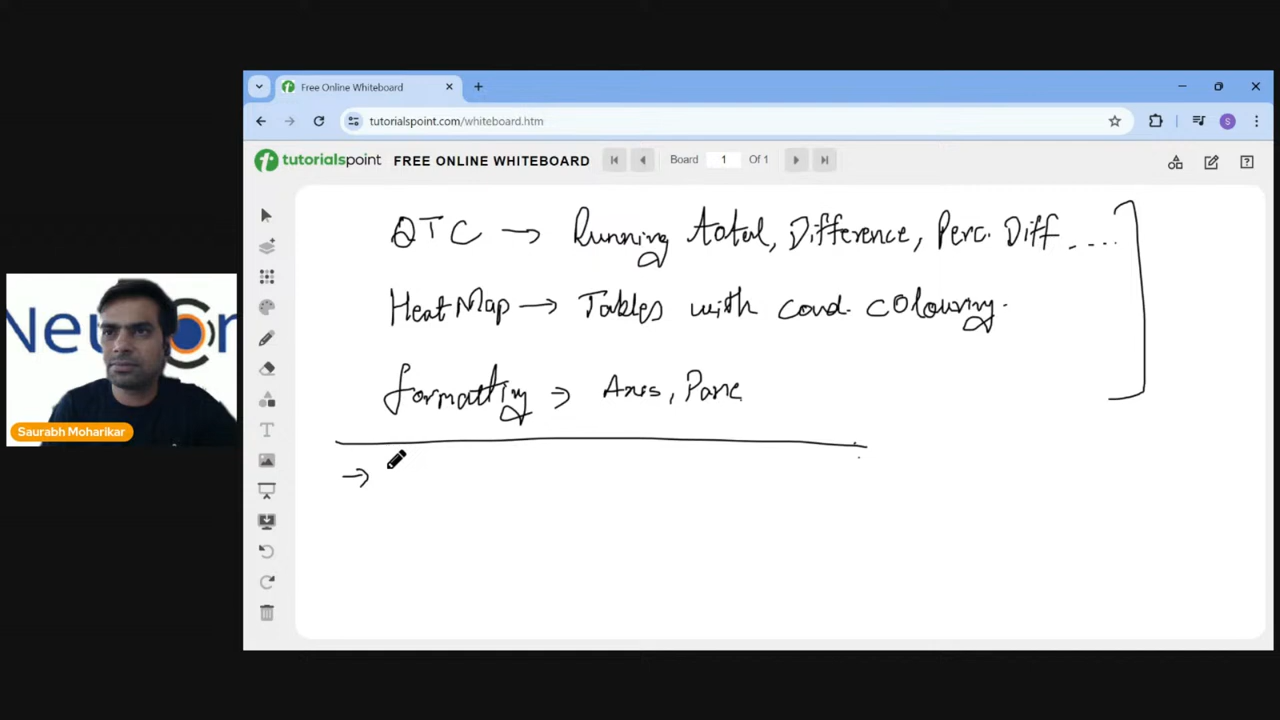 Free Online Whiteboard
tutorialspoint.com/whiteboard.htm
S
tutorialspoint FREE ONLINE WHITEBOARD Board 1 Of 1
QTC → Running total, Difference, Perc. Diff ....
HeatMap → Tables with cond. colouring.
formatting → Axes, Pane
→
Neuron
Saurabh Moharikar